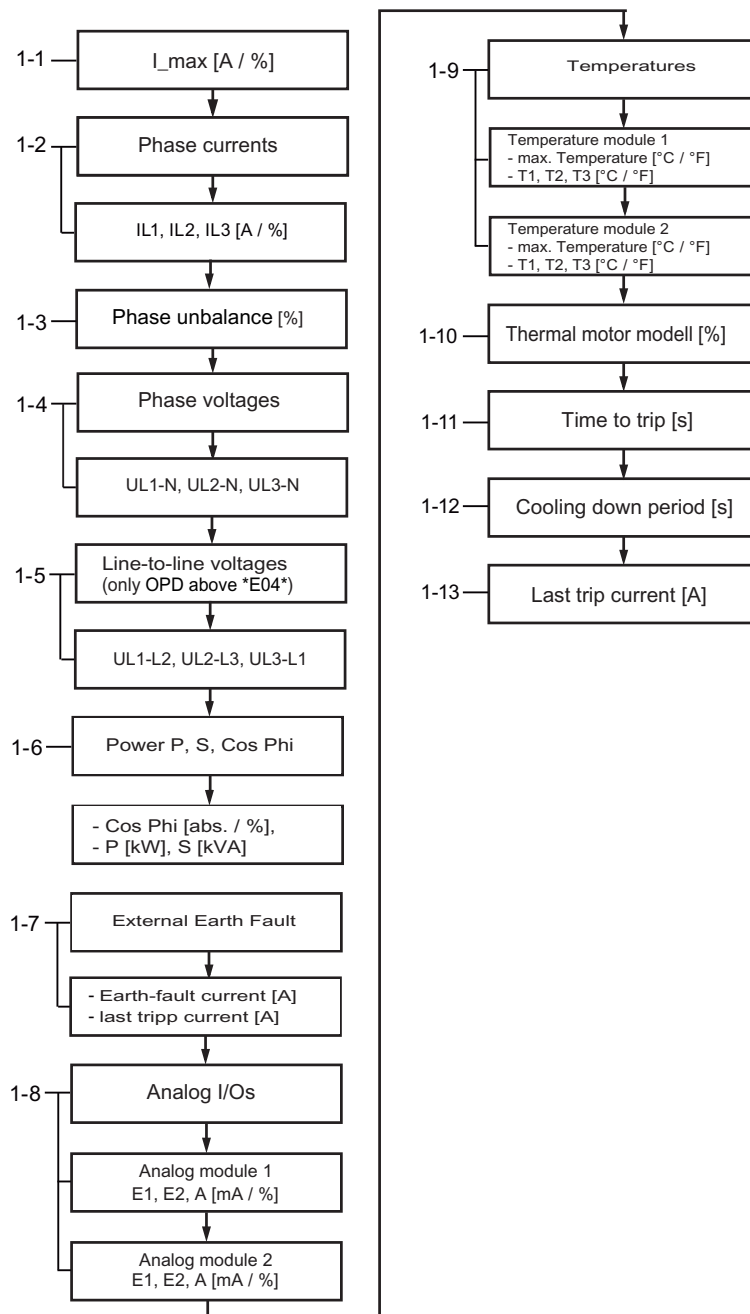 1-1
I_max [A / %]
1-2
Phase currents
IL1, IL2, IL3 [A / %]
1-3
Phase unbalance [%]
1-4
Phase voltages
UL1-N, UL2-N, UL3-N
1-5
Line-to-line voltages
(only OPD above *E04*)
UL1-L2, UL2-L3, UL3-L1
1-6
Power P, S, Cos Phi
- Cos Phi [abs. / %],
- P [kW], S [kVA]
1-7
External Earth Fault
- Earth-fault current [A]
- last tripp current [A]
1-8
Analog I/Os
Analog module 1
E1, E2, A [mA / %]
Analog module 2
E1, E2, A [mA / %]
1-9
Temperatures
Temperature module 1
- max. Temperature [°C / °F]
- T1, T2, T3 [°C / °F]
Temperature module 2
- max. Temperature [°C / °F]
- T1, T2, T3 [°C / °F]
1-10
Thermal motor modell [%]
1-11
Time to trip [s]
1-12
Cooling down period [s]
1-13
Last trip current [A]